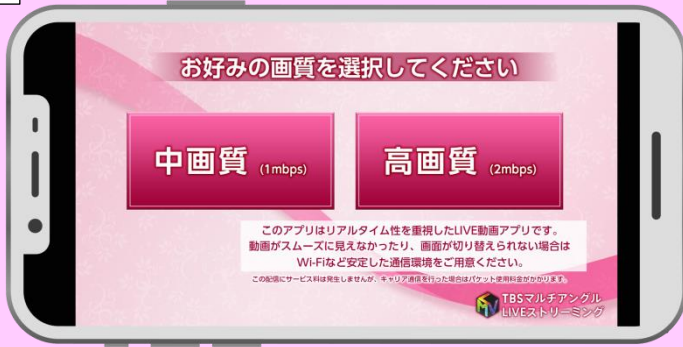 お好みの画質を選択してください
中画質 (1mbps)
高画質 (2mbps)
このアプリはリアルタイム性を重視したLIVE動画アプリです。
動画がスムーズに見えなかったり、画面が切り替えられない場合は
Wi-Fiなど安定した通信環境をご用意ください。
この配信にサービス料は発生しませんが、キャリア通信を行った場合はパケット使用料金がかかります。
TBSマルチアングル
LIVEストリーミング